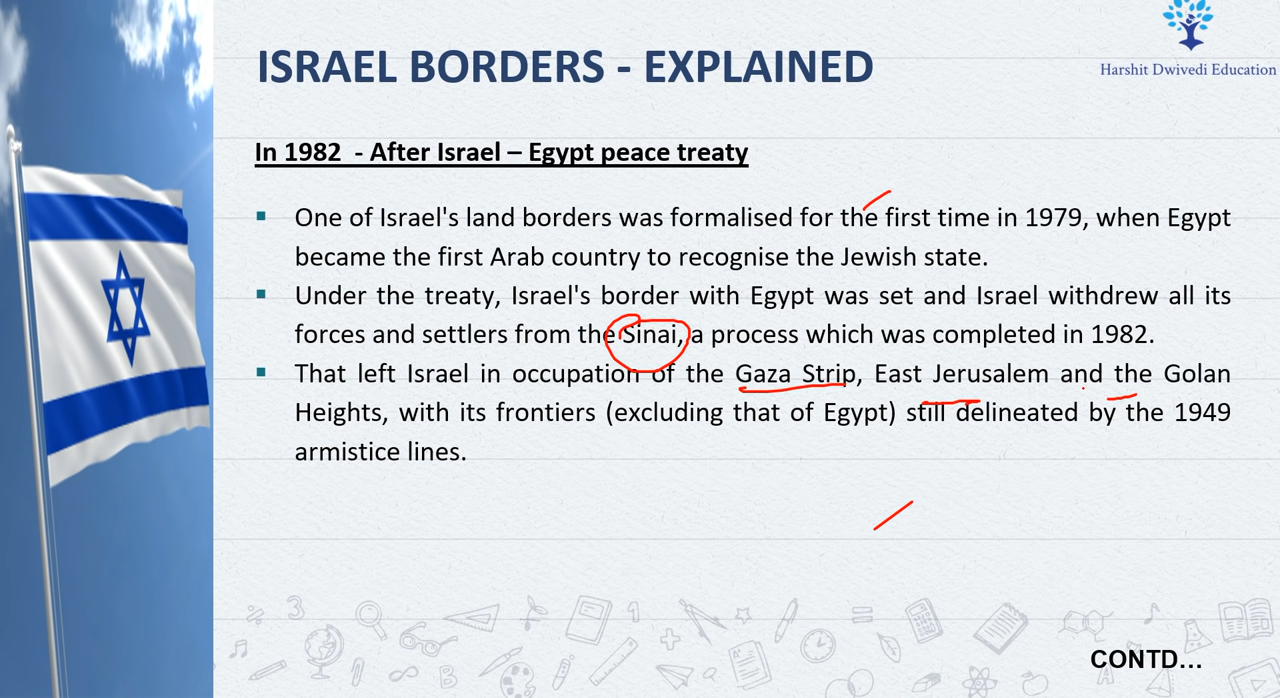 Harshit Dwivedi Education
ISRAEL BORDERS - EXPLAINED
In 1982 - After Israel – Egypt peace treaty
▪ One of Israel's land borders was formalised for the first time in 1979, when Egypt
became the first Arab country to recognise the Jewish state.
▪ Under the treaty, Israel's border with Egypt was set and Israel withdrew all its
forces and settlers from the Sinai, a process which was completed in 1982.
▪ That left Israel in occupation of the Gaza Strip, East Jerusalem and the Golan
Heights, with its frontiers (excluding that of Egypt) still delineated by the 1949
armistice lines.
CONTD...